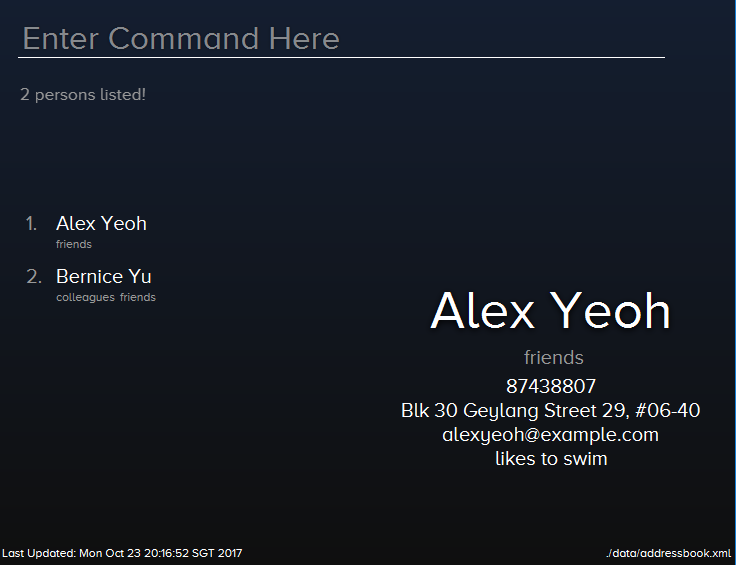 Enter Command Here
2 persons listed!
1. Alex Yeoh
friends
2. Bernice Yu
colleagues friends
Alex Yeoh
friends
87438807
Blk 30 Geylang Street 29, #06-40
alexyeoh@example.com
likes to swim
Last Updated: Mon Oct 23 20:16:52 SGT 2017
./data/addressbook.xml